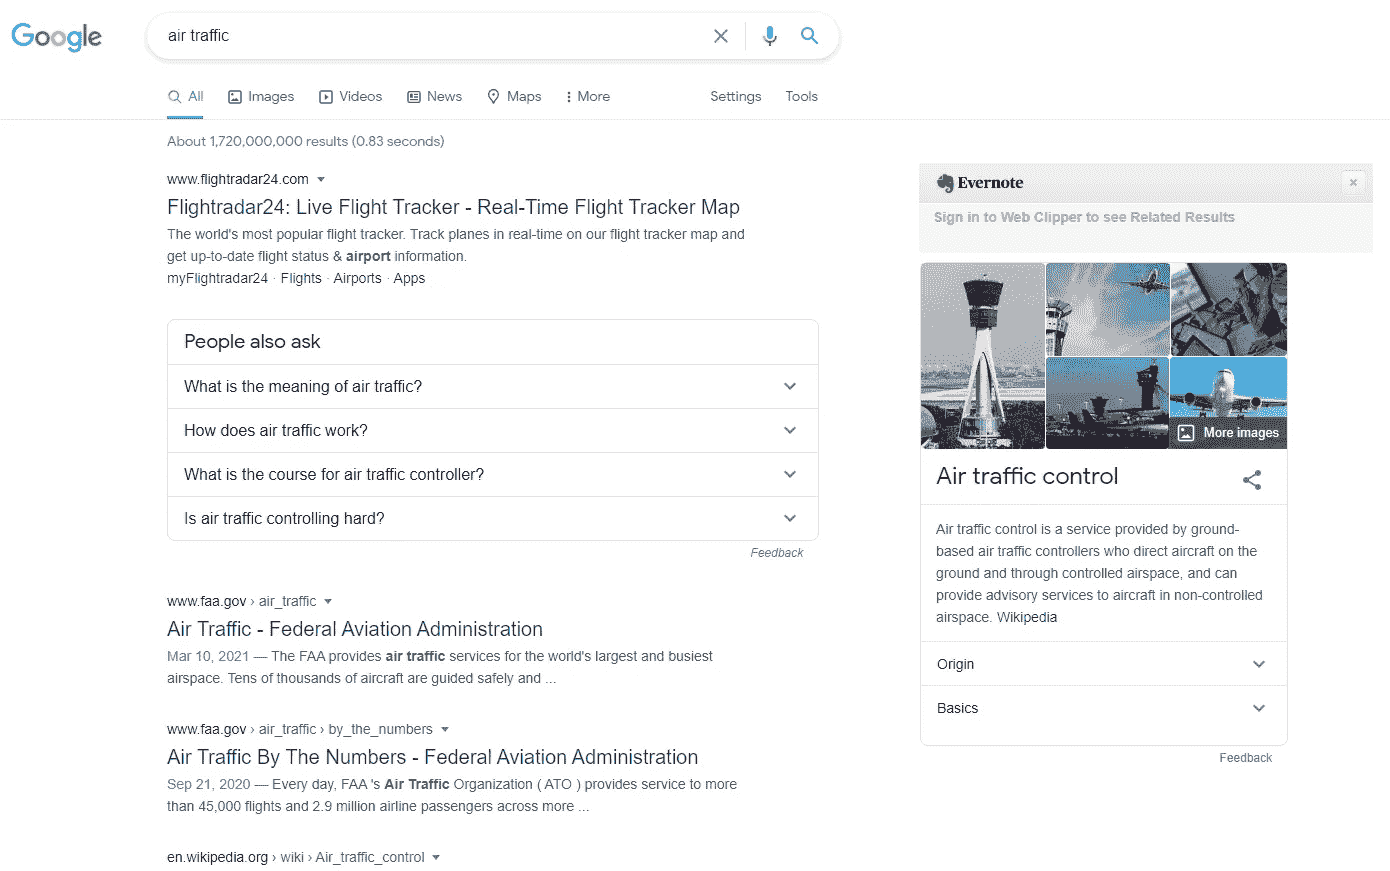 Google
air traffic
All Images Videos News Maps More Settings Tools
About 1,720,000,000 results (0.83 seconds)
www.flightradar24.com
Flightradar24: Live Flight Tracker - Real-Time Flight Tracker Map
The world's most popular flight tracker. Track planes in real-time on our flight tracker map and
get up-to-date flight status & airport information.
myFlightradar24 · Flights · Airports · Apps
People also ask
What is the meaning of air traffic?
How does air traffic work?
What is the course for air traffic controller?
Is air traffic controlling hard?
Feedback
www.faa.gov › air_traffic
Air Traffic - Federal Aviation Administration
Mar 10, 2021 — The FAA provides air traffic services for the world's largest and busiest
airspace. Tens of thousands of aircraft are guided safely and ...
www.faa.gov › air_traffic › by_the_numbers
Air Traffic By The Numbers - Federal Aviation Administration
Sep 21, 2020 — Every day, FAA 's Air Traffic Organization ( ATO ) provides service to more
than 45,000 flights and 2.9 million airline passengers across more ...
en.wikipedia.org › wiki › Air_traffic_control
Evernote
Sign in to Web Clipper to see Related Results
More images
Air traffic control
Air traffic control is a service provided by ground-
based air traffic controllers who direct aircraft on the
ground and through controlled airspace, and can
provide advisory services to aircraft in non-controlled
airspace. Wikipedia
Origin
Basics
Feedback